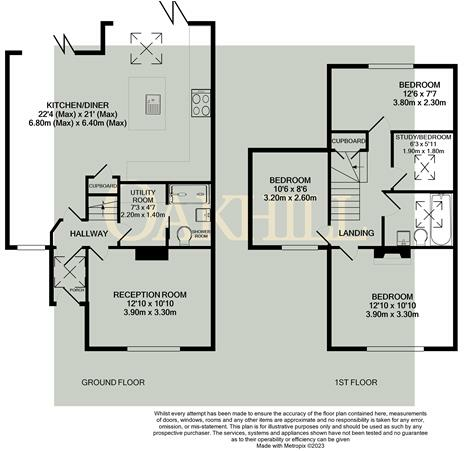 KITCHEN/DINER
22'4 (Max) x 21' (Max)
6.80m (Max) x 6.40m (Max)
CUPBOARD
UTILITY
ROOM
7'3 x 4'7
2.20m x 1.40m
SHOWER
ROOM
HALLWAY
PORCH
RECEPTION ROOM
12'10 x 10'10
3.90m x 3.30m
GROUND FLOOR
BEDROOM
12'6 x 7'7
3.80m x 2.30m
CUPBOARD
STUDY/BEDROOM
6'3 x 5'11
1.90m x 1.80m
BEDROOM
10'6 x 8'6
3.20m x 2.60m
LANDING
BEDROOM
12'10 x 10'10
3.90m x 3.30m
1ST FLOOR
OAKHILL
Whilst every attempt has been made to ensure the accuracy of the floor plan contained here, measurements
of doors, windows, rooms and any other items are approximate and no responsibility is taken for any error,
omission, or mis-statement. This plan is for illustrative purposes only and should be used as such by any
prospective purchaser. The services, systems and appliances shown have not been tested and no guarantee
as to their operability or efficiency can be given
Made with Metropix ©2023